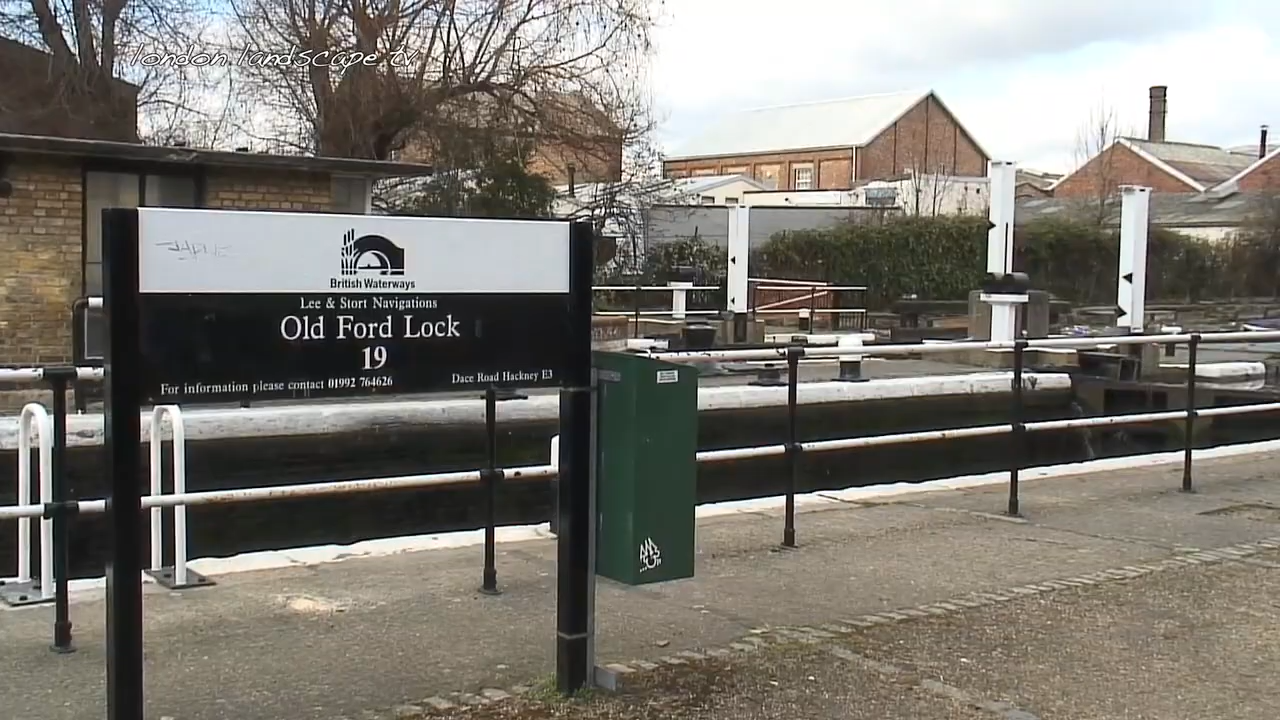 london landscape tv
British Waterways
Lee & Stort Navigations
Old Ford Lock
19
For information please contact 01992 764626
Dace Road Hackney E3